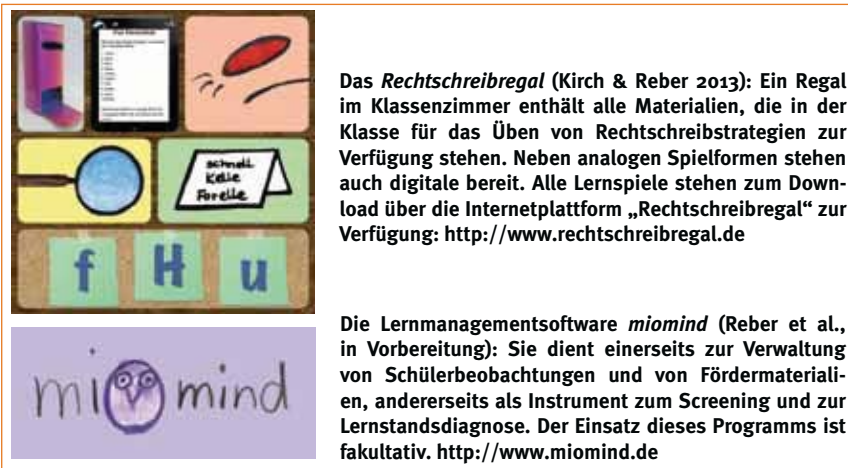 schnell
Kelle
Forelle
f H u
miomind
Das Rechtschreibregal (Kirch & Reber 2013): Ein Regal
im Klassenzimmer enthält alle Materialien, die in der
Klasse für das Üben von Rechtschreibstrategien zur
Verfügung stehen. Neben analogen Spielformen stehen
auch digitale bereit. Alle Lernspiele stehen zum Down-
load über die Internetplattform „Rechtschreibregal“ zur
Verfügung: http://www.rechtschreibregal.de
Die Lernmanagementsoftware miomind (Reber et al.,
in Vorbereitung): Sie dient einerseits zur Verwaltung
von Schülerbeobachtungen und von Fördermateriali-
en, andererseits als Instrument zum Screening und zur
Lernstandsdiagnose. Der Einsatz dieses Programms ist
fakultativ. http://www.miomind.de